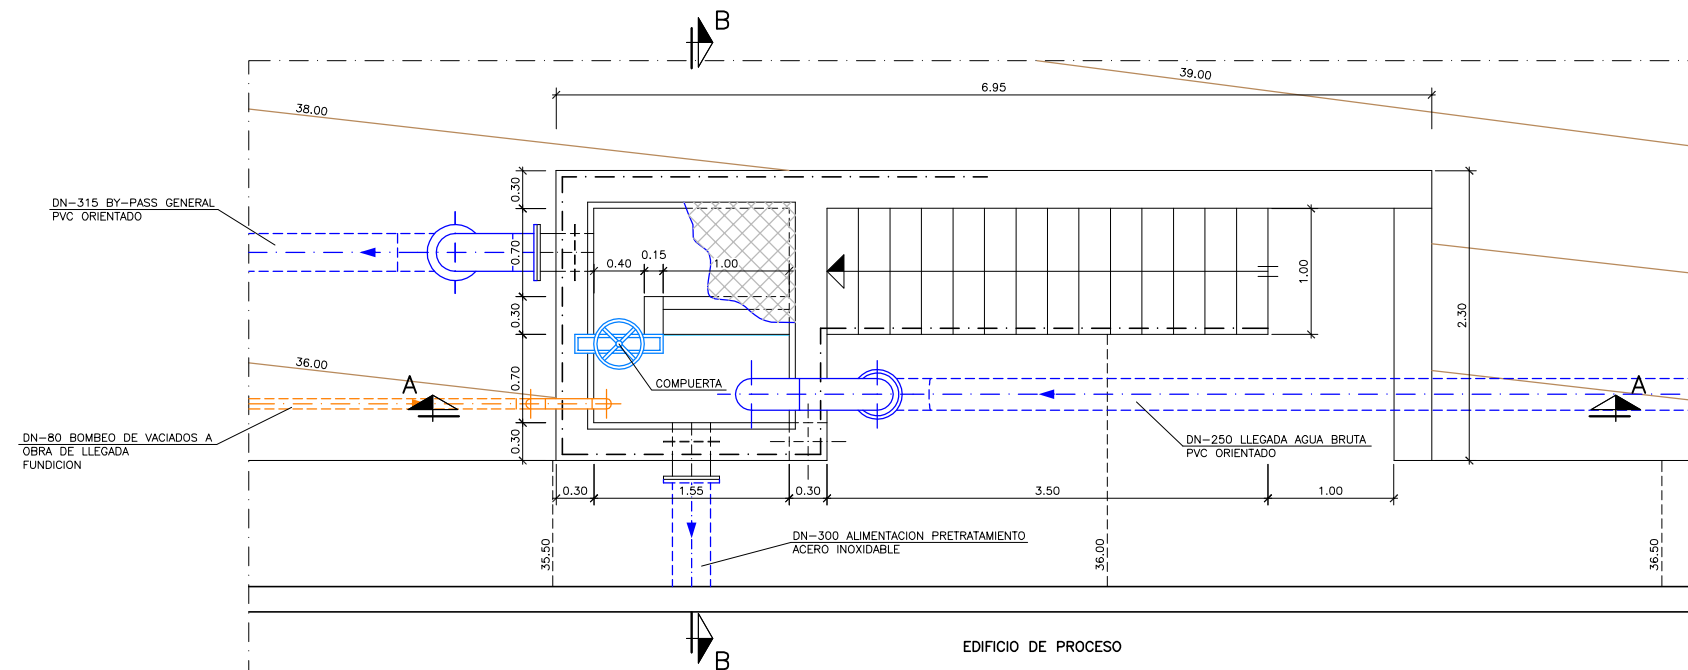 B
39.00
6.95
38.00
0.30
DN-315 BY-PASS GENERAL
PVC ORIENTADO
0.70
0.40
0.15
1.00
1.00
2.30
0.30
36.00
A
COMPUERTA
0.70
A
DN-80 BOMBEO DE VACIADOS A
OBRA DE LLEGADA
FUNDICION
0.30
DN-250 LLEGADA AGUA BRUTA
PVC ORIENTADO
0.30
1.55
0.30
3.50
1.00
35.50
DN-300 ALIMENTACION PRETRATAMIENTO
ACERO INOXIDABLE
36.00
36.50
EDIFICIO DE PROCESO
B